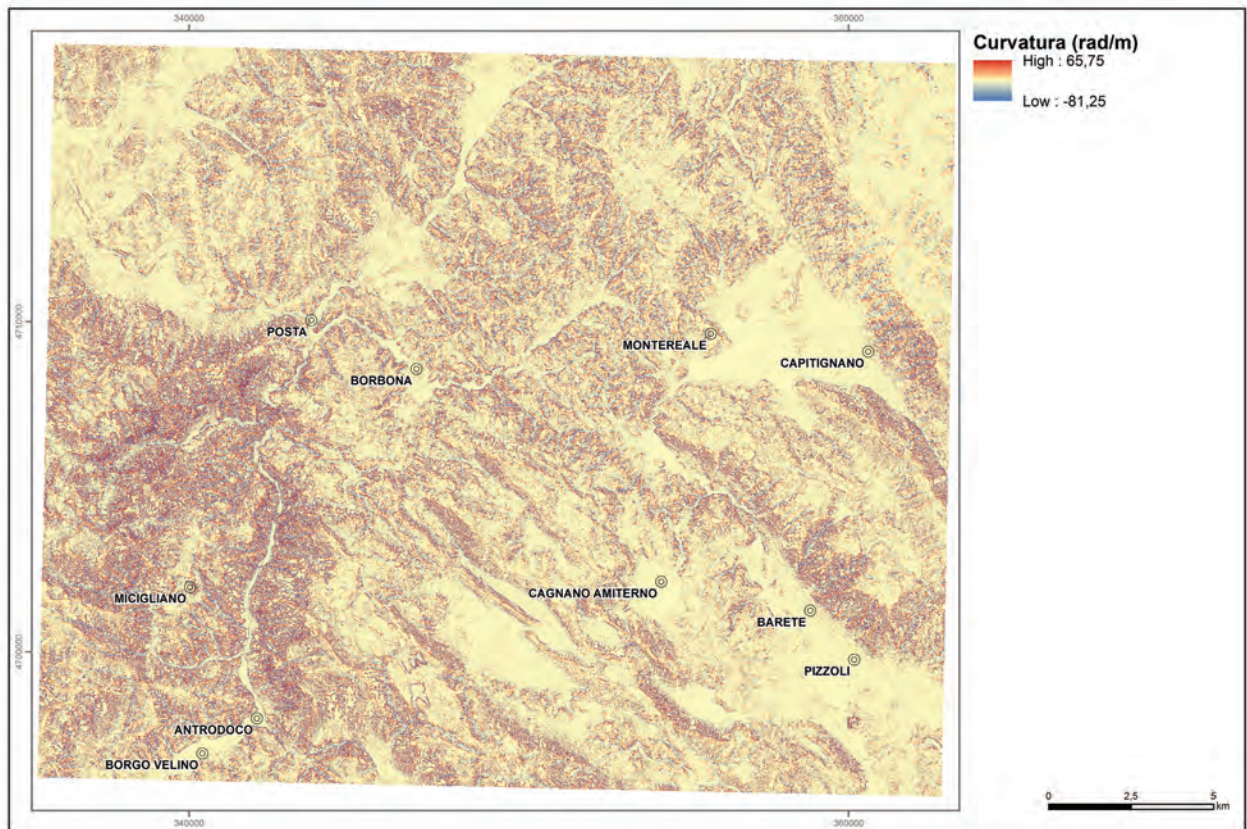 340000
360000
Curvatura (rad/m)
High : 65,75
Low : -81,25
4710000
POSTA
BORBONA
MONTEREALE
CAPITIGNANO
MICIGLIANO
CAGNANO AMITERNO
BARETE
4700000
PIZZOLI
ANTRODOCO
BORGO VELINO
0
2,5
5
km
340000
360000